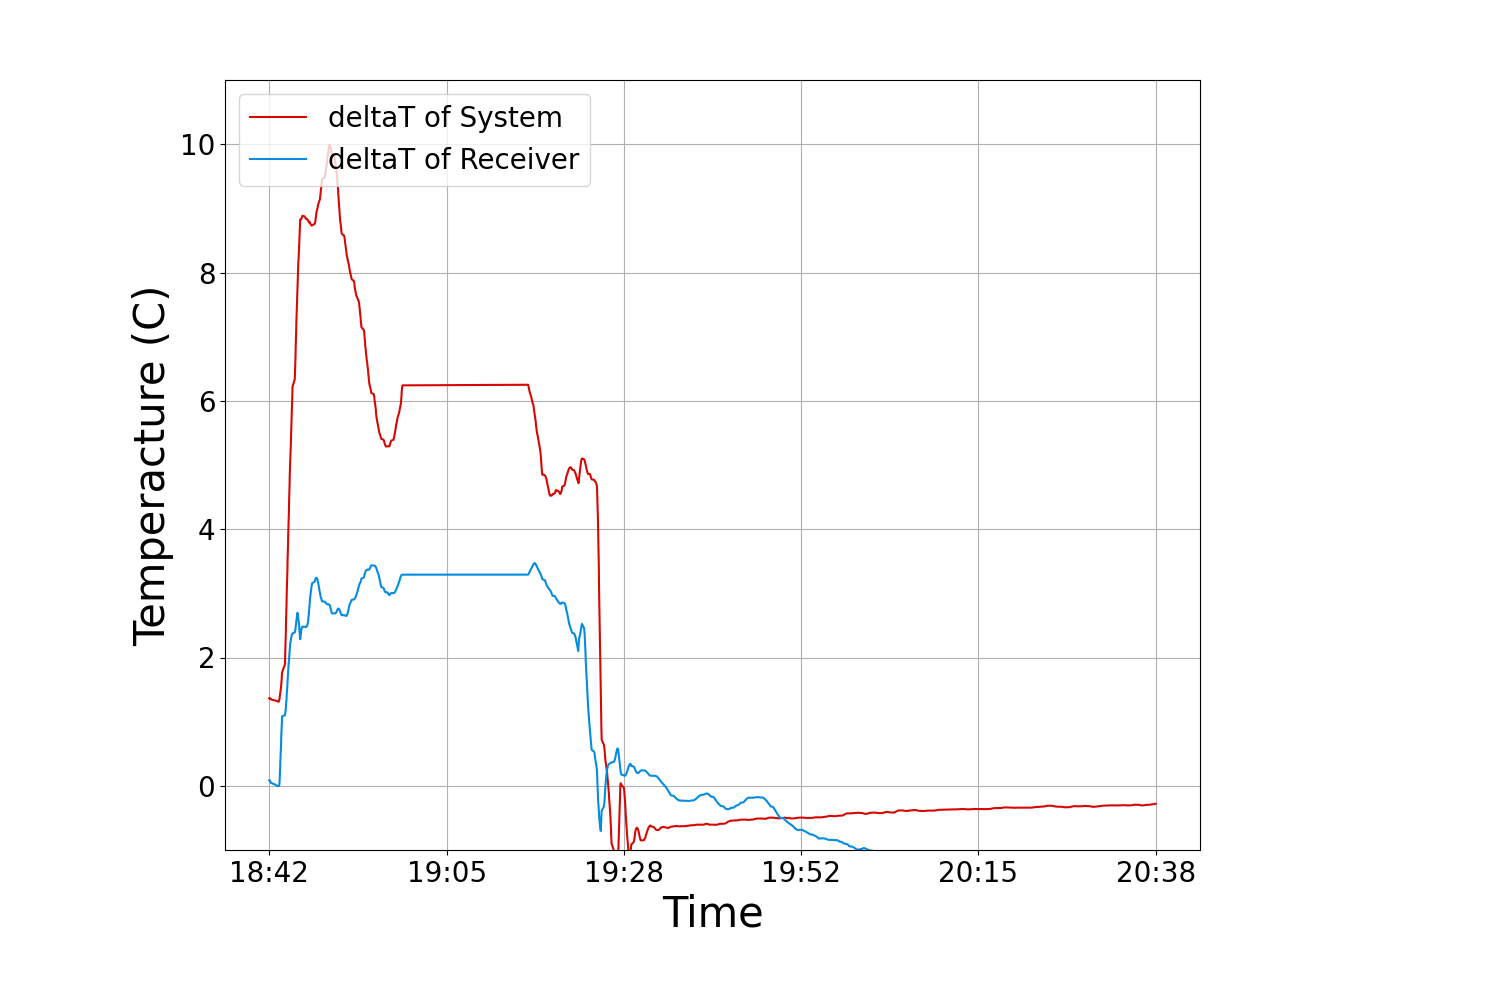 deltaT of System
deltaT of Receiver
10
8
6
4
2
0
Temperacture (C)
18:42 19:05 19:28 19:52 20:15 20:38
Time